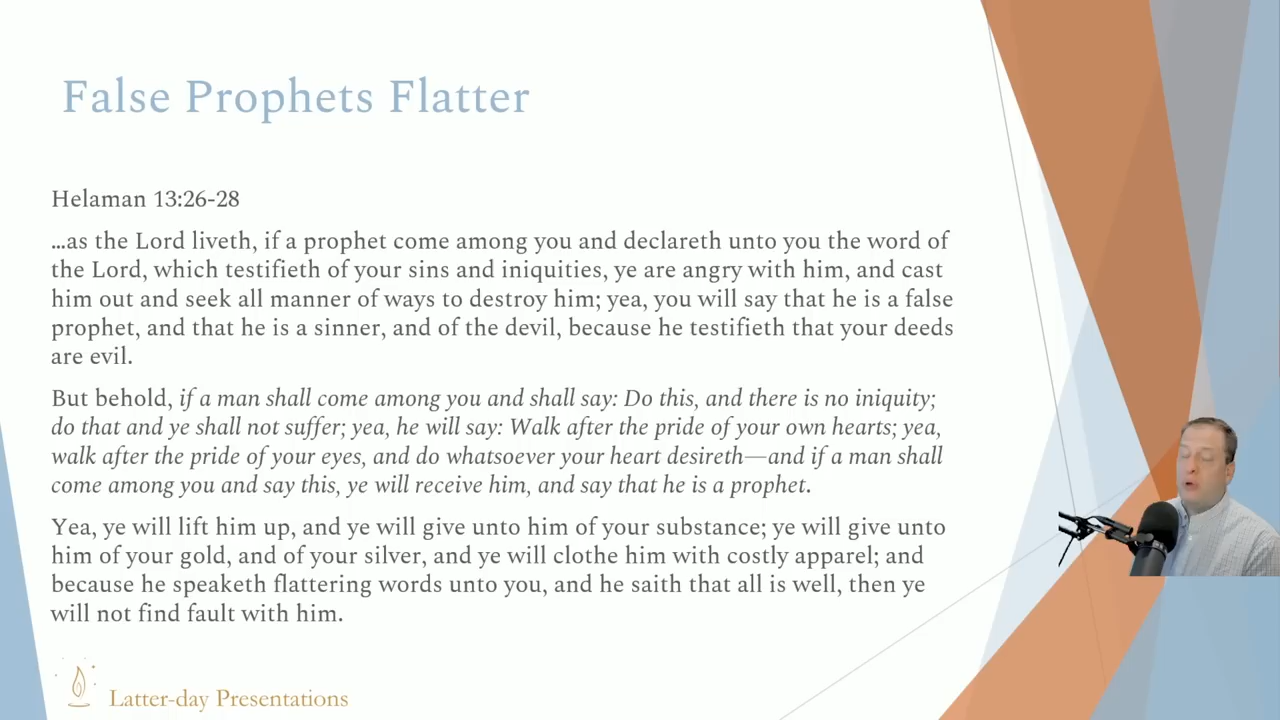 False Prophets Flatter
Helaman 13:26-28
…as the Lord liveth, if a prophet come among you and declareth unto you the word of
the Lord, which testifieth of your sins and iniquities, ye are angry with him, and cast
him out and seek all manner of ways to destroy him; yea, you will say that he is a false
prophet, and that he is a sinner, and of the devil, because he testifieth that your deeds
are evil.
But behold, if a man shall come among you and shall say: Do this, and there is no iniquity;
do that and ye shall not suffer; yea, he will say: Walk after the pride of your own hearts; yea,
walk after the pride of your eyes, and do whatsoever your heart desireth—and if a man shall
come among you and say this, ye will receive him, and say that he is a prophet.
Yea, ye will lift him up, and ye will give unto him of your substance; ye will give unto
him of your gold, and of your silver, and ye will clothe him with costly apparel; and
because he speaketh flattering words unto you, and he saith that all is well, then ye
will not find fault with him.
Latter-day Presentations